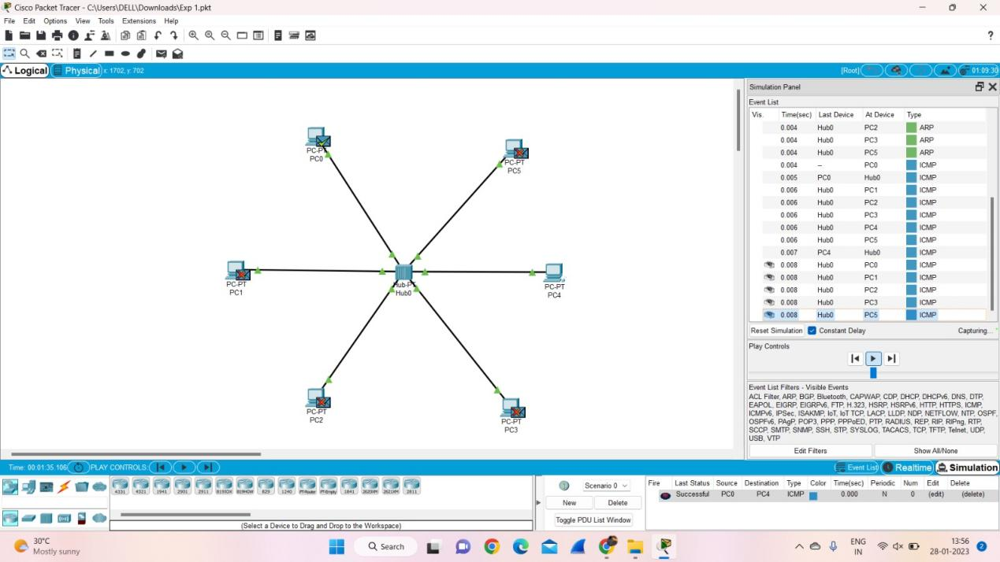 Cisco Packet Tracer - C:\Users\DELL\Downloads\Exp 1.pkt
File Edit Options View Tools Extensions Help
?
Logical Physical x: 1702, y: 702 [Root] 01:09:30
PC-PT
PC0
PC-PT
PC5
PC-PT
PC1
Hub-PT
Hub0
PC-PT
PC4
PC-PT
PC2
PC-PT
PC3
Simulation Panel
Event List
Vis. Time(sec) Last Device At Device Type
0.004 Hub0 PC2 ARP
0.004 Hub0 PC3 ARP
0.004 Hub0 PC5 ARP
0.004 -- PC0 ICMP
0.005 PC0 Hub0 ICMP
0.006 Hub0 PC1 ICMP
0.006 Hub0 PC2 ICMP
0.006 Hub0 PC3 ICMP
0.006 Hub0 PC4 ICMP
0.006 Hub0 PC5 ICMP
0.007 PC4 Hub0 ICMP
0.008 Hub0 PC0 ICMP
0.008 Hub0 PC1 ICMP
0.008 Hub0 PC2 ICMP
0.008 Hub0 PC3 ICMP
0.008 Hub0 PC5 ICMP
Reset Simulation Constant Delay Capturing...
Play Controls
Event List Filters - Visible Events
ACL Filter, ARP, BGP, Bluetooth, CAPWAP, CDP, DHCP, DHCPv6, DNS, DTP,
EAPOL, EIGRP, EIGRPv6, FTP, H.323, HSRP, HSRPv6, HTTP, HTTPS, ICMP,
ICMPv6, IPSec, ISAKMP, IoT, IoT TCP, LACP, LLDP, NDP, NETFLOW, NTP, OSPF,
OSPFv6, PAgP, POP3, PPP, PPPoED, PTP, RADIUS, REP, RIP, RIPng, RTP,
SCCP, SMTP, SNMP, SSH, STP, SYSLOG, TACACS, TCP, TFTP, Telnet, UDP,
USB, VTP
Edit Filters Show All/None
Time: 00:01:35.106 PLAY CONTROLS: Event List Realtime Simulation
4331 4321 1941 2901 2911 819IOX 819HGW 829 1240 PT-Router PT-Empty 1841 2620XM 2621XM 2811
(Select a Device to Drag and Drop to the Workspace)
Scenario 0
New Delete
Toggle PDU List Window
Fire Last Status Source Destination Type Color Time(sec) Periodic Num Edit Delete
Successful PC0 PC4 ICMP 0.000 N 0 (edit) (delete)
30°C
Mostly sunny
Search
ENG
IN
13:56
28-01-2023
2